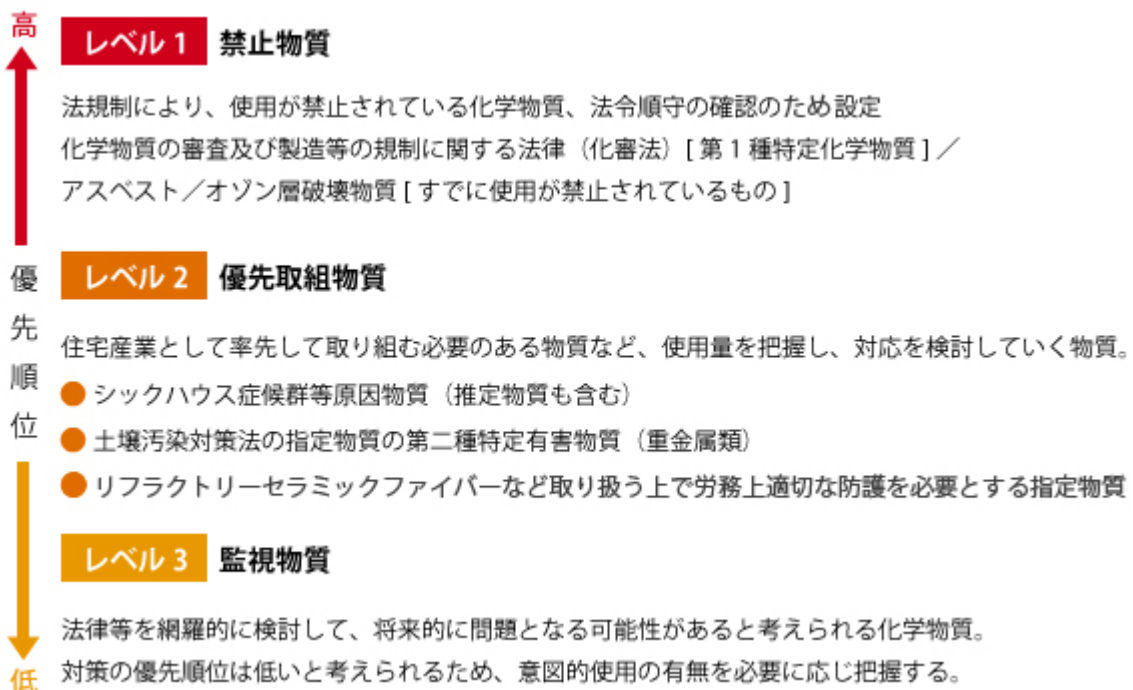 高
レベル 1 禁止物質
法規制により、使用が禁止されている化学物質、法令順守の確認のため設定
化学物質の審査及び製造等の規制に関する法律（化審法）[ 第 1 種特定化学物質 ] ／
アスベスト／オゾン層破壊物質 [ すでに使用が禁止されているもの ]
優先順位
レベル 2 優先取組物質
住宅産業として率先して取り組む必要のある物質など、使用量を把握し、対応を検討していく物質。
● シックハウス症候群等原因物質（推定物質も含む）
● 土壌汚染対策法の指定物質の第二種特定有害物質（重金属類）
● リフラクトリーセラミックファイバーなど取り扱う上で労務上適切な防護を必要とする指定物質
レベル 3 監視物質
法律等を網羅的に検討して、将来的に問題となる可能性があると考えられる化学物質。
対策の優先順位は低いと考えられるため、意図的使用の有無を必要に応じ把握する。
低